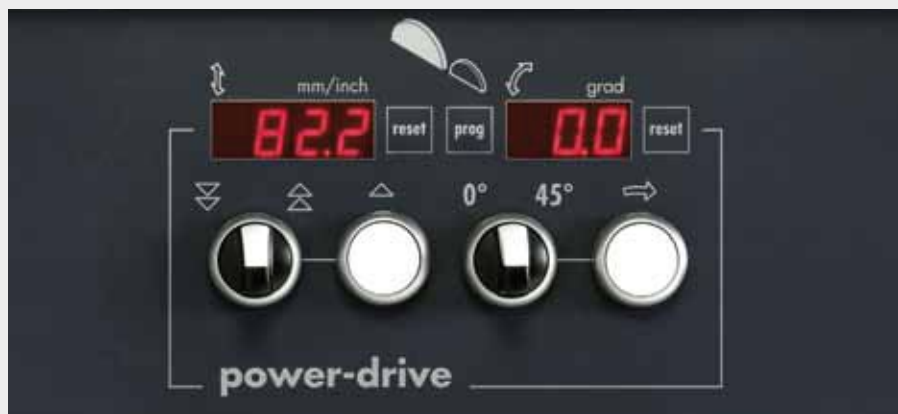 mm/inch
grad
82.2
reset
prog
0.0
reset
0°
45°
power-drive